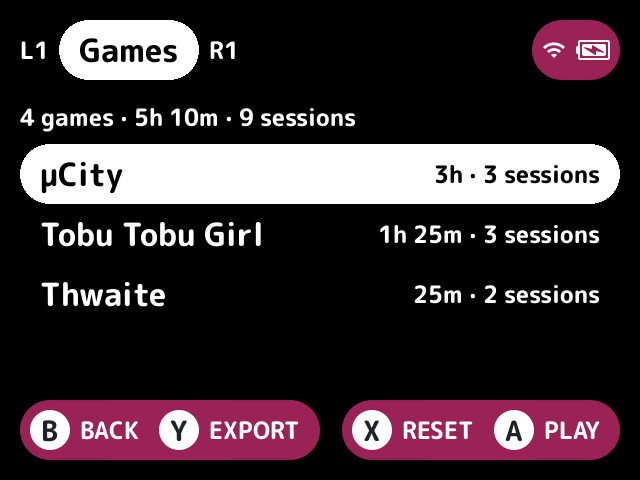 L1 Games R1
4 games · 5h 10m · 9 sessions
µCity 3h · 3 sessions
Tobu Tobu Girl 1h 25m · 3 sessions
Thwaite 25m · 2 sessions
B BACK Y EXPORT X RESET A PLAY